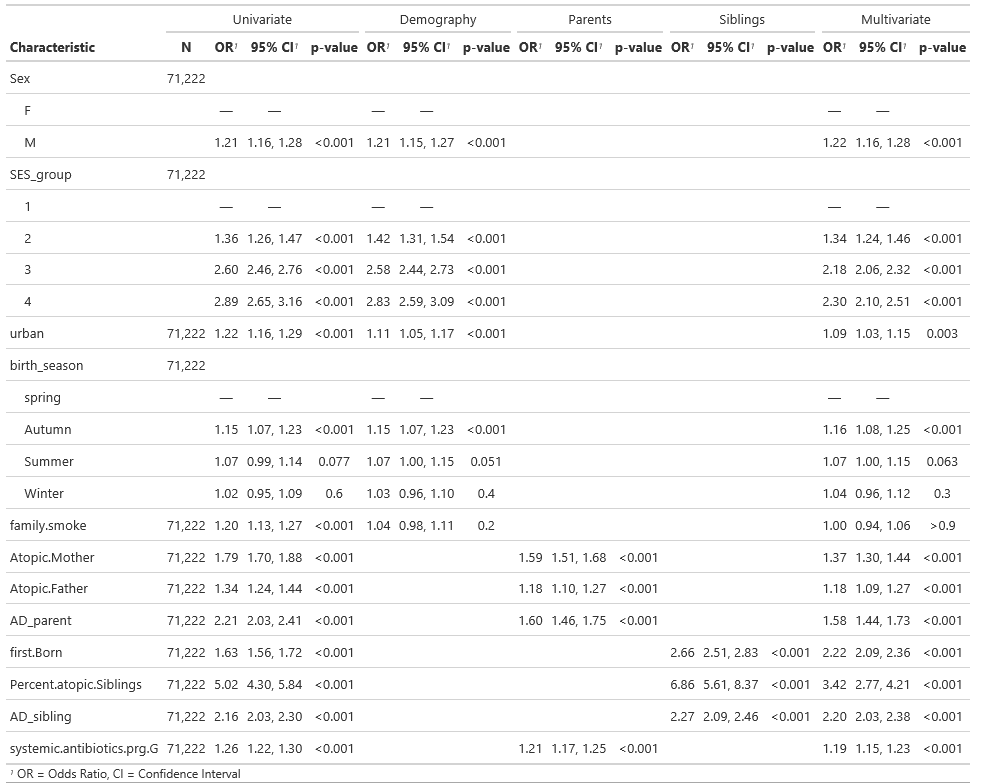 Univariate Demography Parents Siblings Multivariate
Characteristic N OR¹ 95% CI¹ p-value OR¹ 95% CI¹ p-value OR¹ 95% CI¹ p-value OR¹ 95% CI¹ p-value OR¹ 95% CI¹ p-value
Sex 71,222
F — — — — — —
M 1.21 1.16, 1.28 <0.001 1.21 1.15, 1.27 <0.001 1.22 1.16, 1.28 <0.001
SES_group 71,222
1 — — — — — —
2 1.36 1.26, 1.47 <0.001 1.42 1.31, 1.54 <0.001 1.34 1.24, 1.46 <0.001
3 2.60 2.46, 2.76 <0.001 2.58 2.44, 2.73 <0.001 2.18 2.06, 2.32 <0.001
4 2.89 2.65, 3.16 <0.001 2.83 2.59, 3.09 <0.001 2.30 2.10, 2.51 <0.001
urban 71,222 1.22 1.16, 1.29 <0.001 1.11 1.05, 1.17 <0.001 1.09 1.03, 1.15 0.003
birth_season 71,222
spring — — — — — —
Autumn 1.15 1.07, 1.23 <0.001 1.15 1.07, 1.23 <0.001 1.16 1.08, 1.25 <0.001
Summer 1.07 0.99, 1.14 0.077 1.07 1.00, 1.15 0.051 1.07 1.00, 1.15 0.063
Winter 1.02 0.95, 1.09 0.6 1.03 0.96, 1.10 0.4 1.04 0.96, 1.12 0.3
family.smoke 71,222 1.20 1.13, 1.27 <0.001 1.04 0.98, 1.11 0.2 1.00 0.94, 1.06 >0.9
Atopic.Mother 71,222 1.79 1.70, 1.88 <0.001 1.59 1.51, 1.68 <0.001 1.37 1.30, 1.44 <0.001
Atopic.Father 71,222 1.34 1.24, 1.44 <0.001 1.18 1.10, 1.27 <0.001 1.18 1.09, 1.27 <0.001
AD_parent 71,222 2.21 2.03, 2.41 <0.001 1.60 1.46, 1.75 <0.001 1.58 1.44, 1.73 <0.001
first.Born 71,222 1.63 1.56, 1.72 <0.001 2.66 2.51, 2.83 <0.001 2.22 2.09, 2.36 <0.001
Percent.atopic.Siblings 71,222 5.02 4.30, 5.84 <0.001 6.86 5.61, 8.37 <0.001 3.42 2.77, 4.21 <0.001
AD_sibling 71,222 2.16 2.03, 2.30 <0.001 2.27 2.09, 2.46 <0.001 2.20 2.03, 2.38 <0.001
systemic.antibiotics.prg.G 71,222 1.26 1.22, 1.30 <0.001 1.21 1.17, 1.25 <0.001 1.19 1.15, 1.23 <0.001
¹ OR = Odds Ratio, CI = Confidence Interval